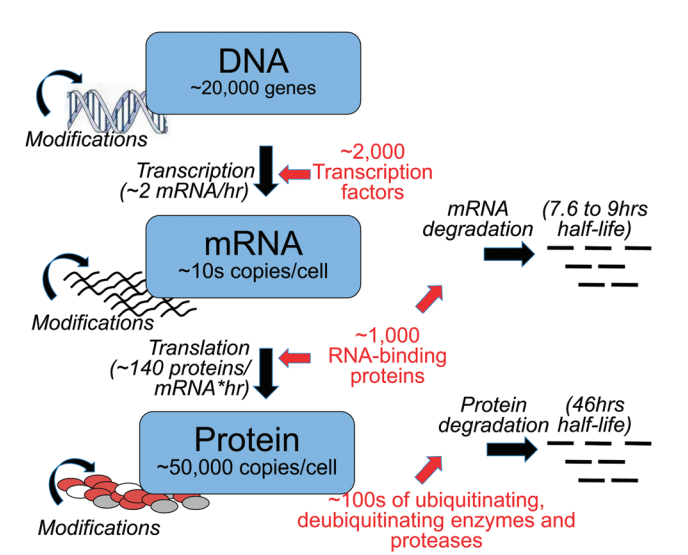 DNA
~20,000 genes
Modifications
Transcription
(~2 mRNA/hr)
~2,000
Transcription
factors
mRNA
~10s copies/cell
Modifications
mRNA
degradation
(7.6 to 9hrs
half-life)
Translation
(~140 proteins/
mRNA*hr)
~1,000
RNA-binding
proteins
Protein
~50,000 copies/cell
Modifications
Protein
degradation
(46hrs
half-life)
~100s of ubiquitinating,
deubiquitinating enzymes and
proteases